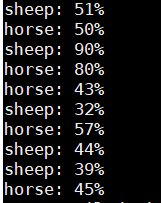 sheep: 51%
horse: 50%
sheep: 90%
horse: 80%
horse: 43%
sheep: 32%
horse: 57%
sheep: 44%
sheep: 39%
horse: 45%